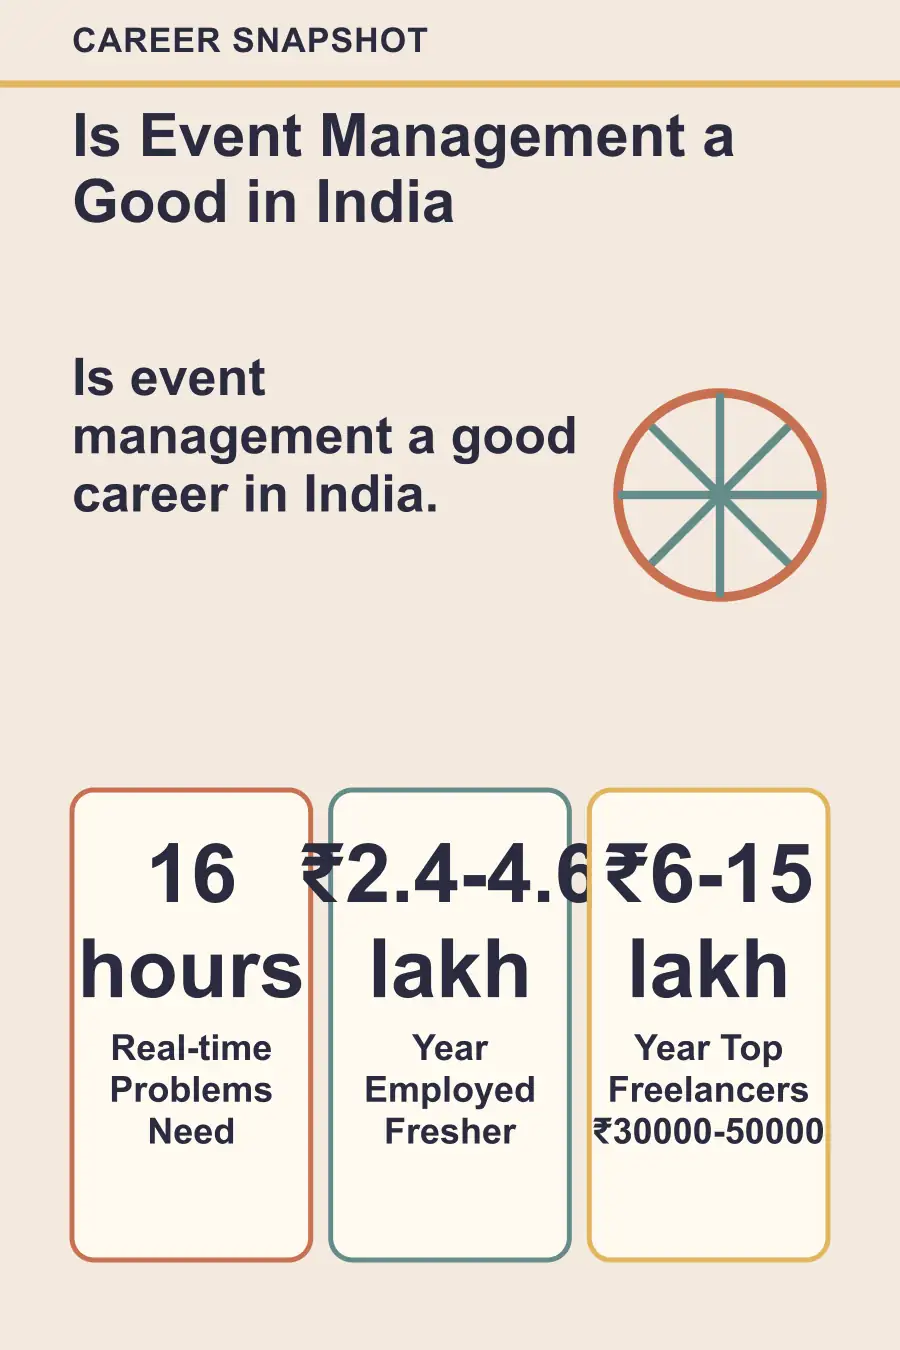 CAREER SNAPSHOT
Is Event Management a
Good in India
Is event
management a good
career in India.
16
hours
Real-time
Problems
Need
₹2.4-4.6
lakh
Year
Employed
Fresher
₹6-15
lakh
Year Top
Freelancers
₹30000-50000